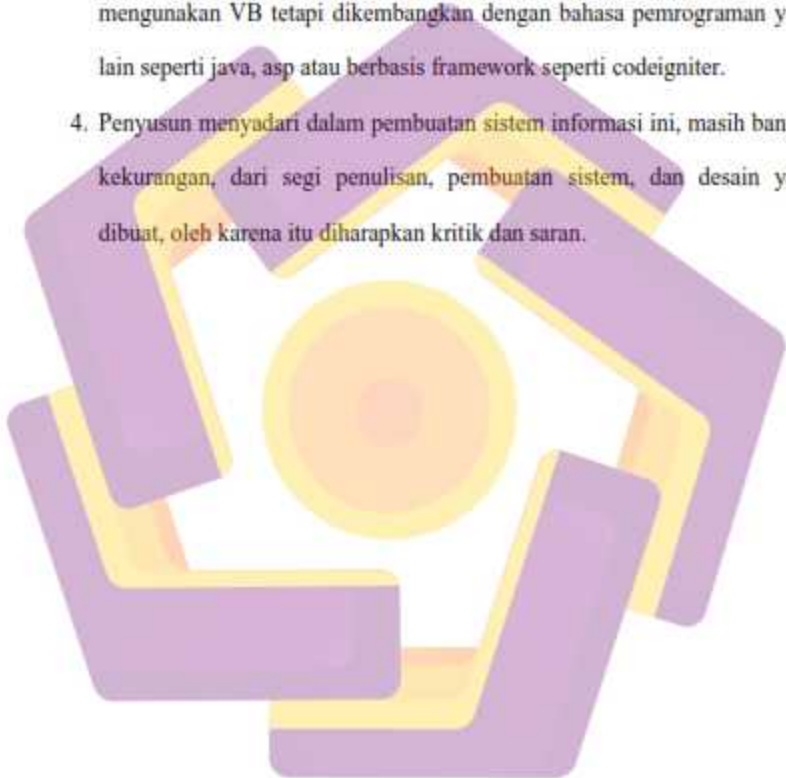 mengunakan VB tetapi dikembangkan dengan bahasa pemrograman y
lain seperti java, asp atau berbasis framework seperti codeigniter.
4. Penyusun menyadari dalam pembuatan sistem informasi ini, masih ban
kekurangan, dari segi penulisan, pembuatan sistem, dan desain y
dibuat, oleh karena itu diharapkan kritik dan saran.